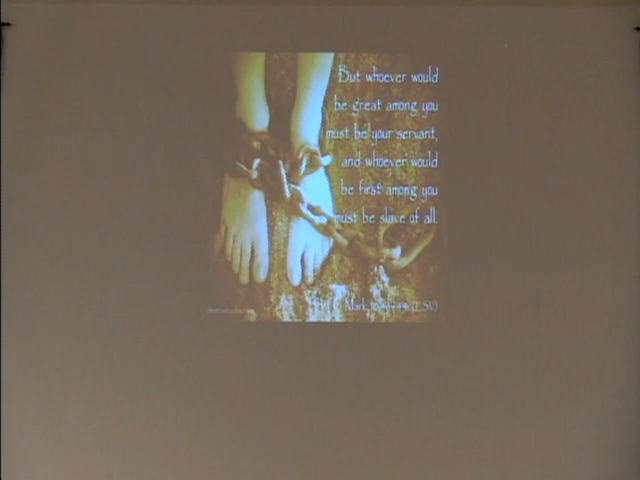 But whoever would
be great among you
must be your servant,
and whoever would
be first among you
must be slave of all.
Mark (ESV)